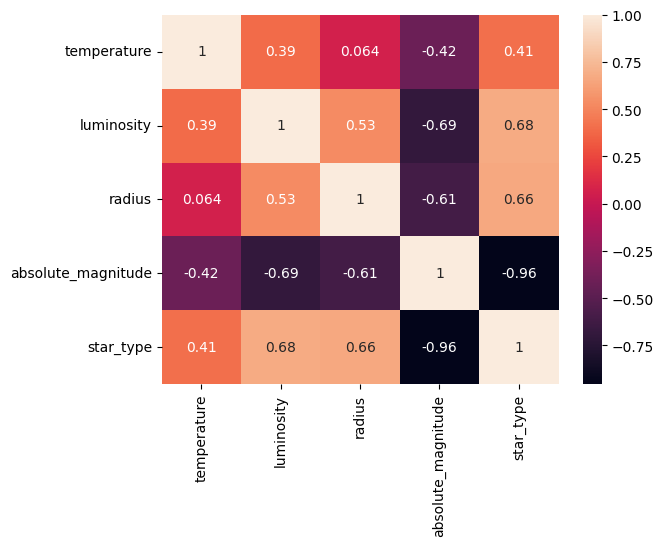 temperature 1 0.39 0.064 -0.42 0.41
luminosity 0.39 1 0.53 -0.69 0.68
radius 0.064 0.53 1 -0.61 0.66
absolute_magnitude -0.42 -0.69 -0.61 1 -0.96
star_type 0.41 0.68 0.66 -0.96 1
temperature
luminosity
radius
absolute_magnitude
star_type
1.00
0.75
0.50
0.25
0.00
−0.25
−0.50
−0.75